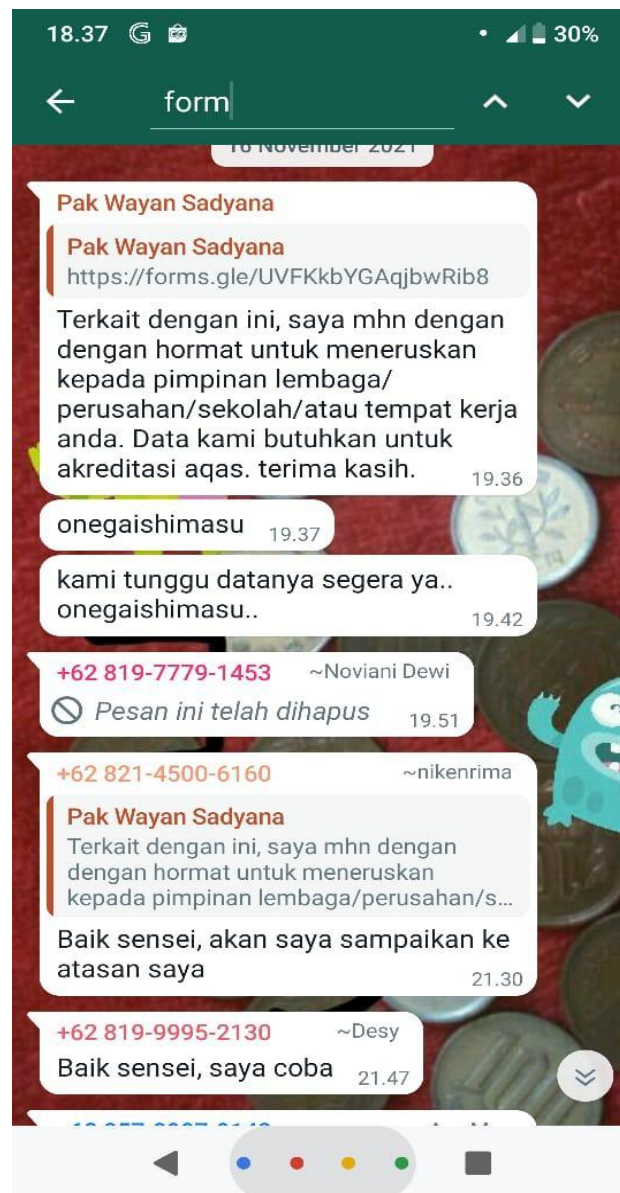 18.37
30%
form
16 November 2021
Pak Wayan Sadyana
Pak Wayan Sadyana
https://forms.gle/UVFKkbYGAqjbwRib8
Terkait dengan ini, saya mhn dengan
dengan hormat untuk meneruskan
kepada pimpinan lembaga/
perusahan/sekolah/atau tempat kerja
anda. Data kami butuhkan untuk
akreditasi aqas. terima kasih.
19.36
onegaishimasu 19.37
kami tunggu datanya segera ya..
onegaishimasu..
19.42
+62 819-7779-1453 ~Noviani Dewi
Pesan ini telah dihapus 19.51
+62 821-4500-6160 ~nikenrima
Pak Wayan Sadyana
Terkait dengan ini, saya mhn dengan
dengan hormat untuk meneruskan
kepada pimpinan lembaga/perusahan/s...
Baik sensei, akan saya sampaikan ke
atasan saya
21.30
+62 819-9995-2130 ~Desy
Baik sensei, saya coba 21.47